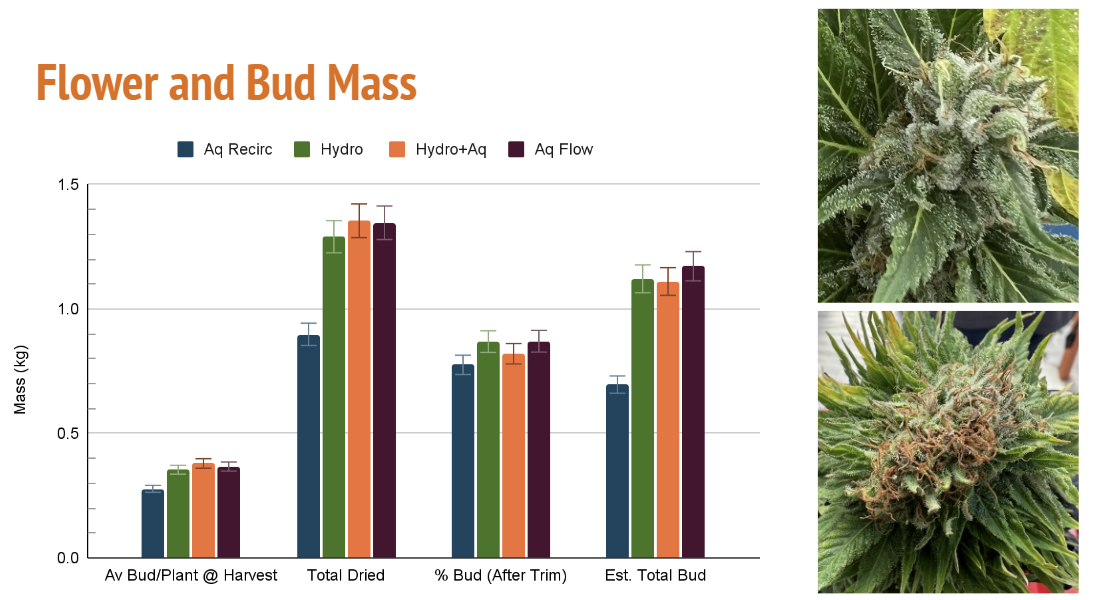 Flower and Bud Mass
Aq Recirc Hydro Hydro+Aq Aq Flow
1.5
1.0
Mass (kg)
0.5
0.0
Av Bud/Plant @ Harvest Total Dried % Bud (After Trim) Est. Total Bud